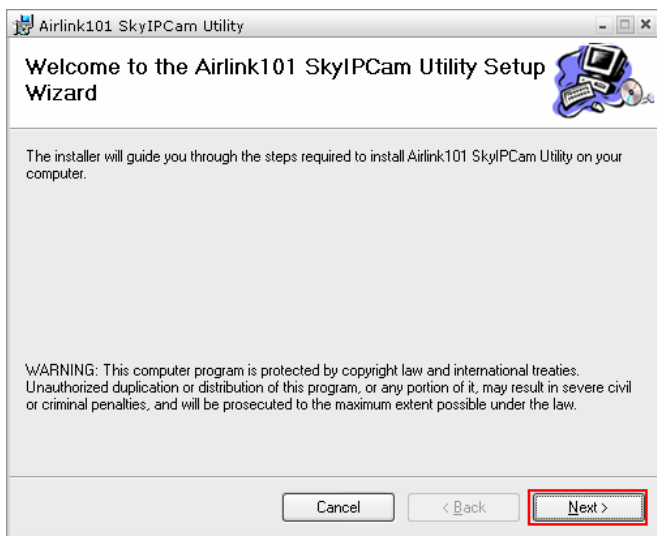 Airlink101 SkyIPCam Utility
Welcome to the Airlink101 SkyIPCam Utility Setup
Wizard
The installer will guide you through the steps required to install Airlink101 SkyIPCam Utility on your
computer.
WARNING: This computer program is protected by copyright law and international treaties.
Unauthorized duplication or distribution of this program, or any portion of it, may result in severe civil
or criminal penalties, and will be prosecuted to the maximum extent possible under the law.
Cancel < Back Next >